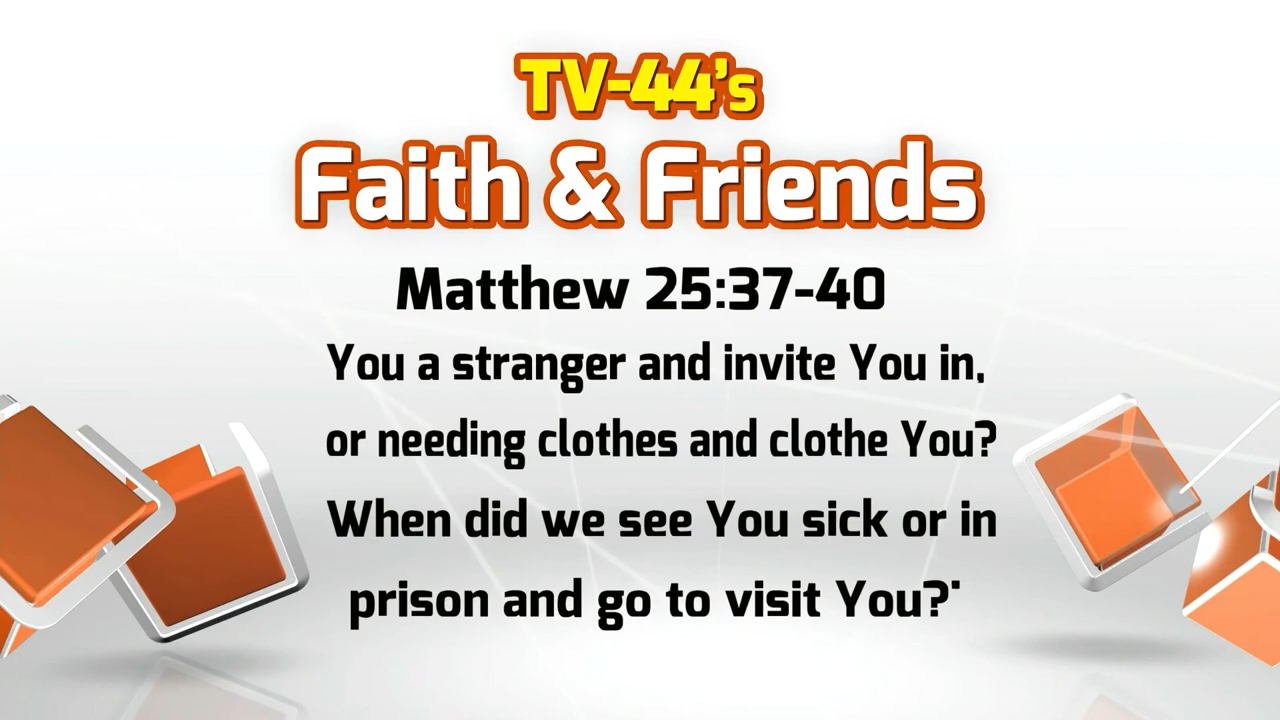 TV-44's
Faith & Friends
Matthew 25:37-40
You a stranger and invite You in,
or needing clothes and clothe You?
When did we see You sick or in
prison and go to visit You?'